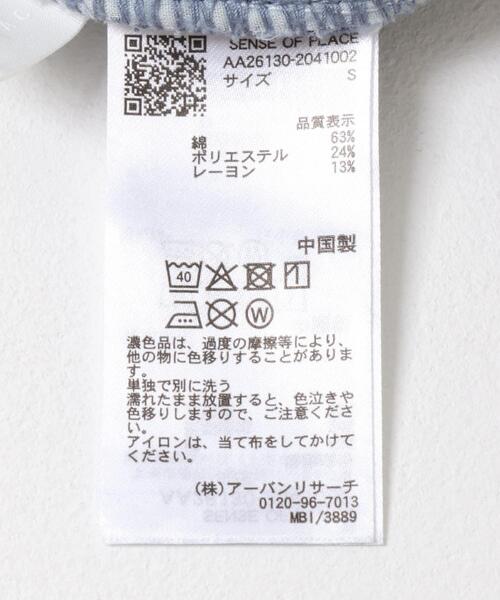 SENSE OF PLACE
AA26130-2041002
サイズ S
品質表示
綿 63%
ポリエステル 24%
レーヨン 13%
中国製
40
W
濃色品は、過度の摩擦等により、
他の物に色移りすることがありま
す。
単独で別に洗う
濡れたまま放置すると、色泣きや
色移りしますので、ご注意くださ
い。
アイロンは、当て布をしてかけて
ください。
(株)アーバンリサーチ
0120-96-7013
MBI/3889